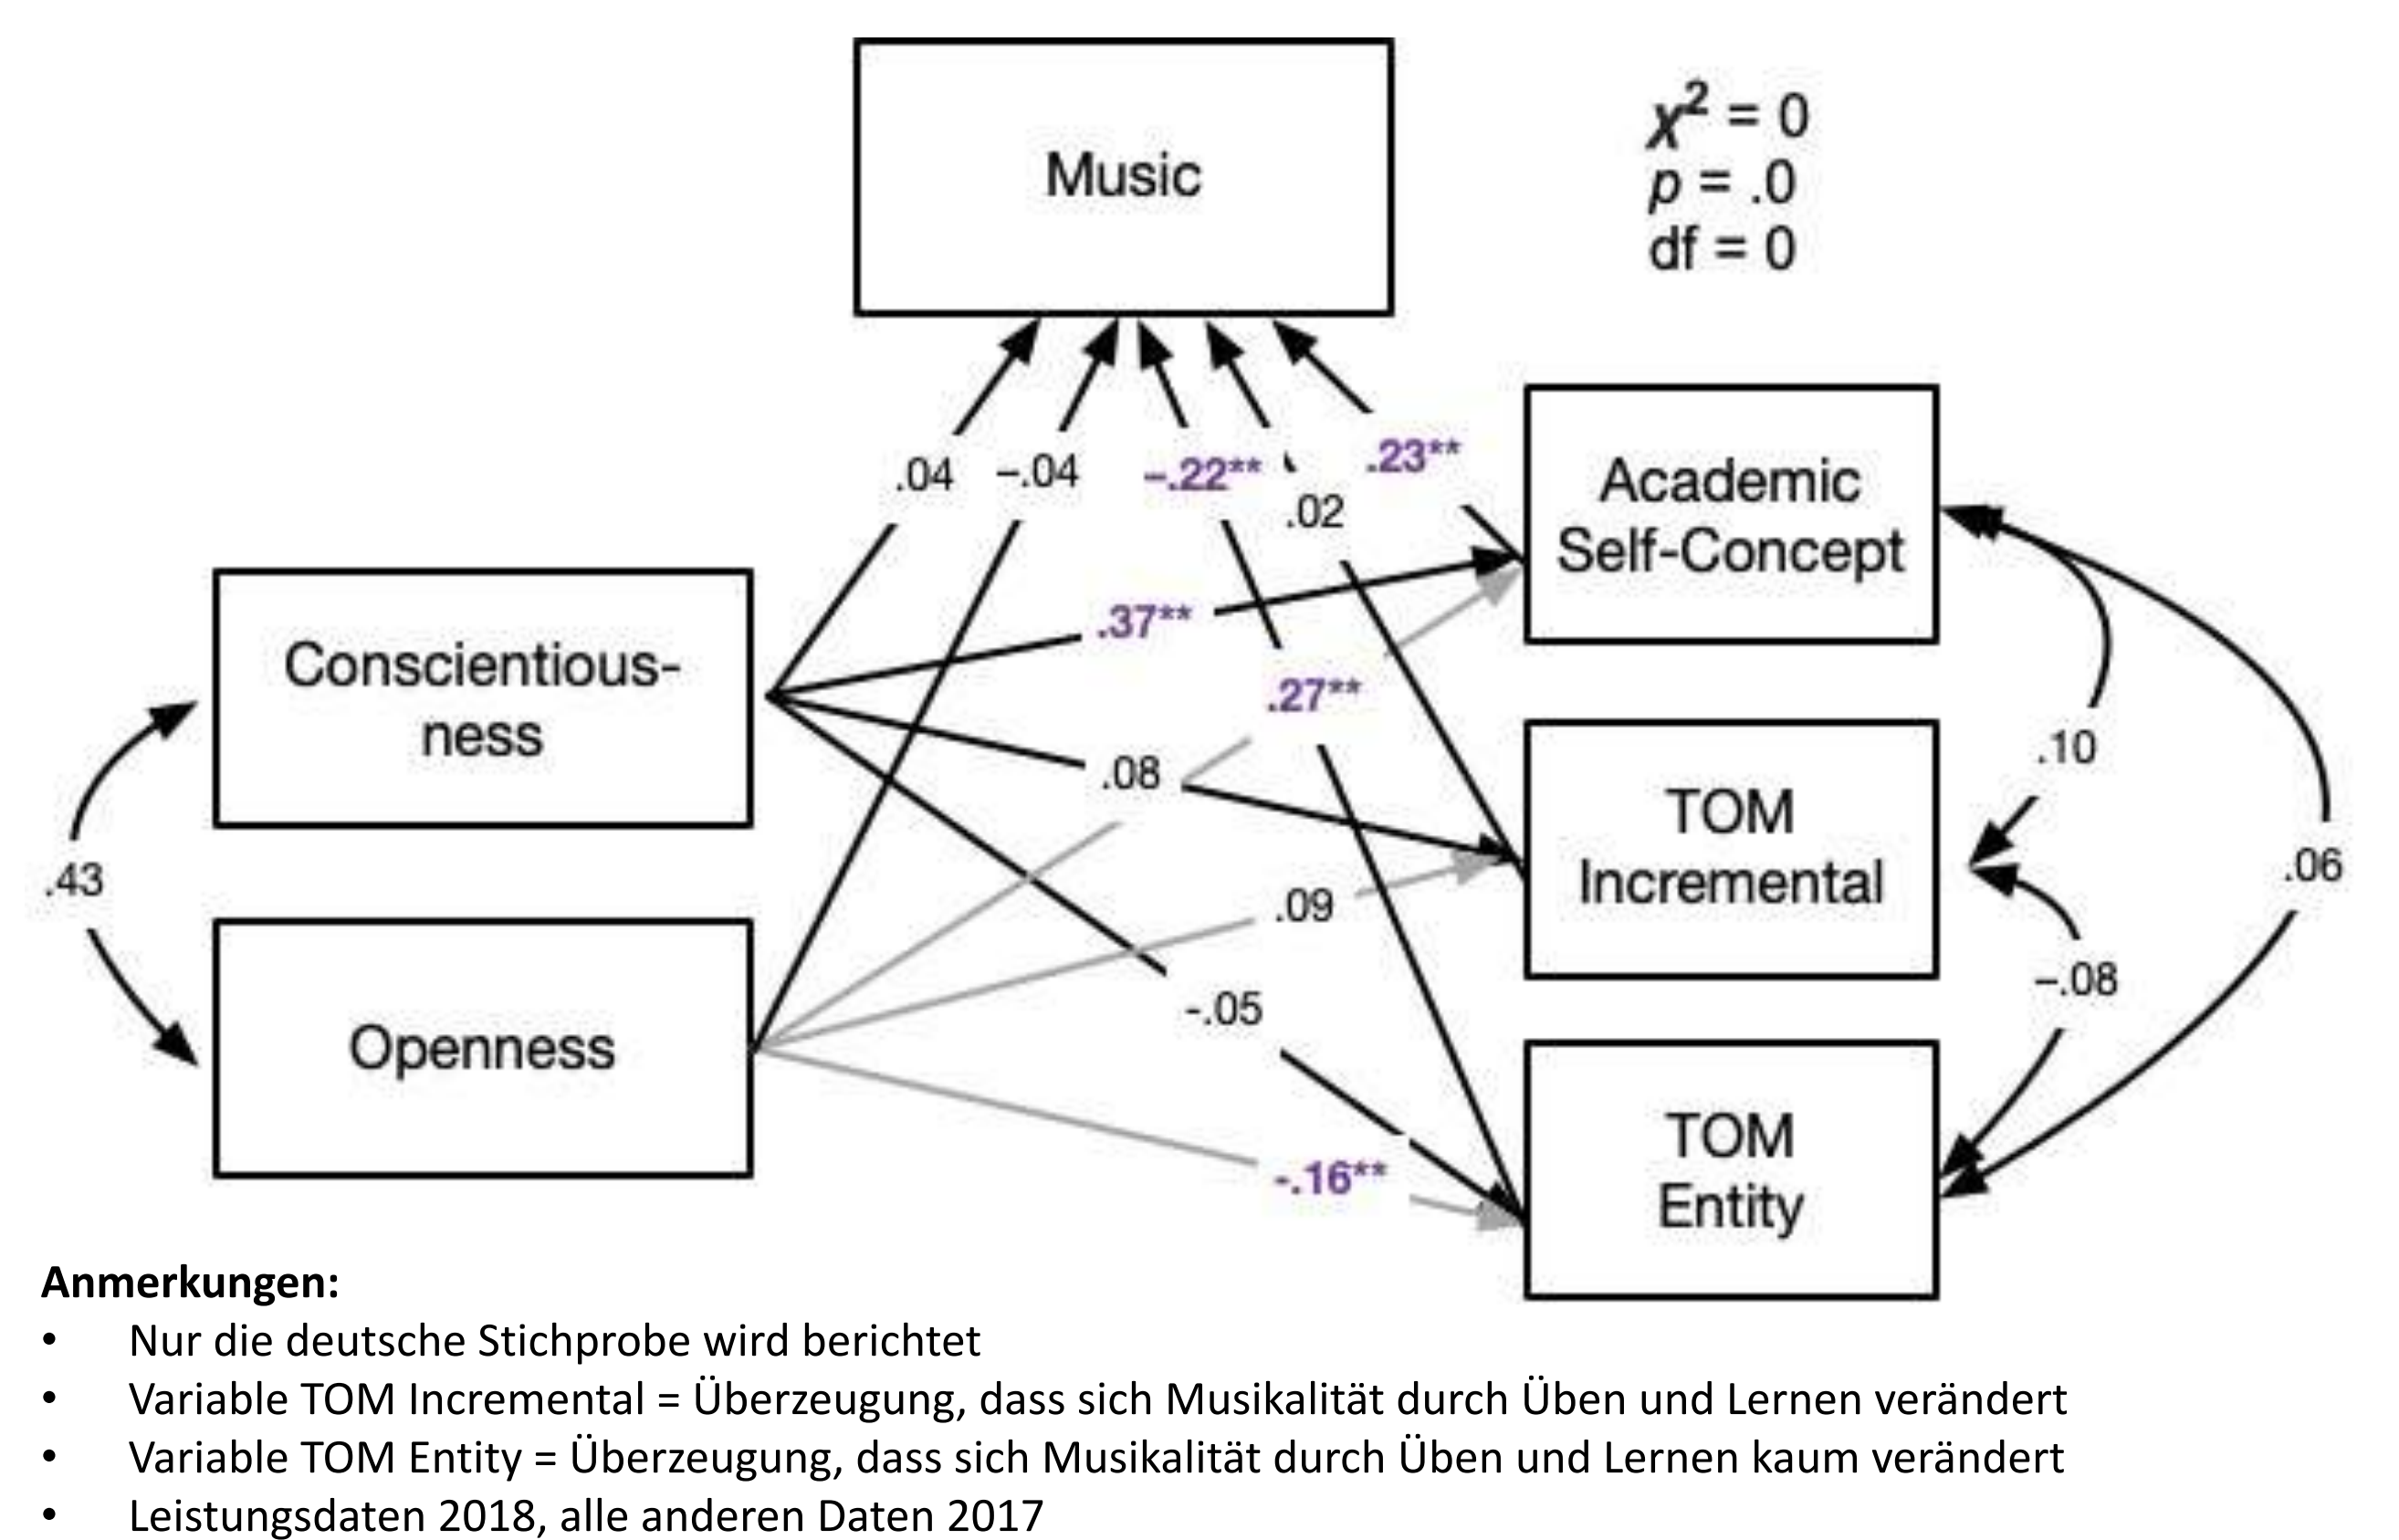 Music
χ² = 0
p = .0
df = 0
.04
–.04
–.22**
.02
.23**
Academic
Self-Concept
.37**
Conscientious-
ness
.27**
.08
.10
TOM
Incremental
.43
.09
.06
Openness
-.05
–.08
-.16**
TOM
Entity
Anmerkungen:
• Nur die deutsche Stichprobe wird berichtet
• Variable TOM Incremental = Überzeugung, dass sich Musikalität durch Üben und Lernen verändert
• Variable TOM Entity = Überzeugung, dass sich Musikalität durch Üben und Lernen kaum verändert
• Leistungsdaten 2018, alle anderen Daten 2017